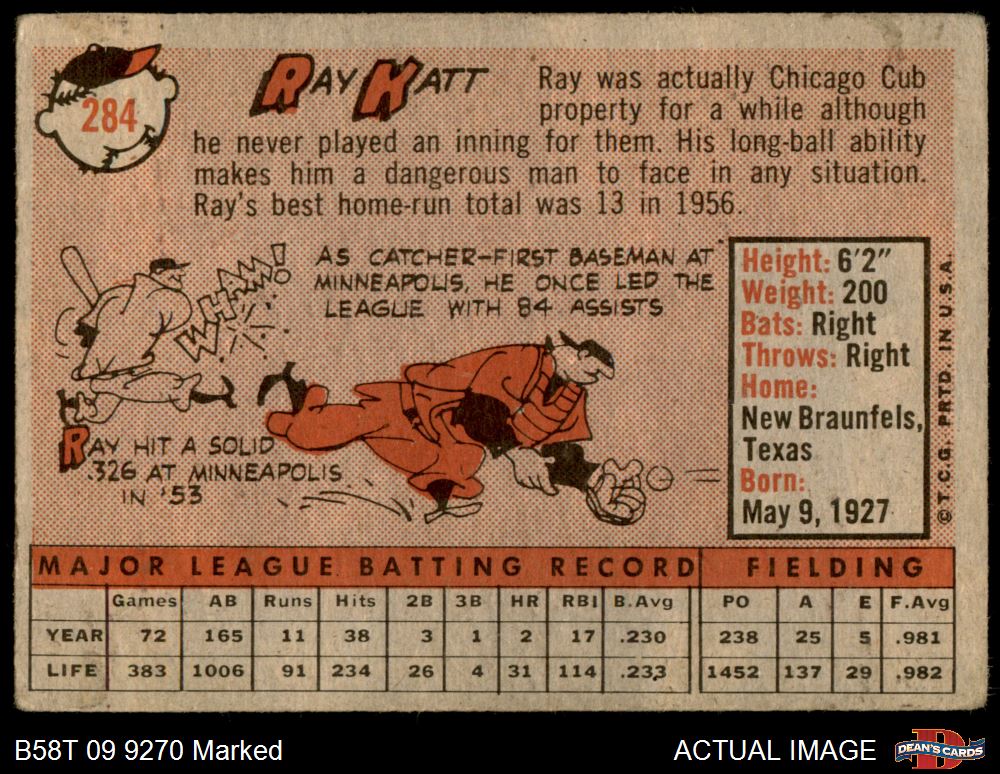 284
RAY KATT
Ray was actually Chicago Cub
property for a while although
he never played an inning for them. His long-ball ability
makes him a dangerous man to face in any situation.
Ray's best home-run total was 13 in 1956.
WHAM!
AS CATCHER-FIRST BASEMAN AT
MINNEAPOLIS, HE ONCE LED THE
LEAGUE WITH 84 ASSISTS
RAY HIT A SOLID
.326 AT MINNEAPOLIS
IN '53
Height: 6'2"
Weight: 200
Bats: Right
Throws: Right
Home:
New Braunfels,
Texas
Born:
May 9, 1927
© T.C.G. PRTD. IN U.S.A.
MAJOR LEAGUE BATTING RECORD FIELDING
Games AB Runs Hits 2B 3B HR RBI B.Avg PO A E F.Avg
YEAR 72 165 11 38 3 1 2 17 .230 238 25 5 .981
LIFE 383 1006 91 234 26 4 31 114 .233 1452 137 29 .982
B58T 09 9270 Marked ACTUAL IMAGE DEAN'S CARDS